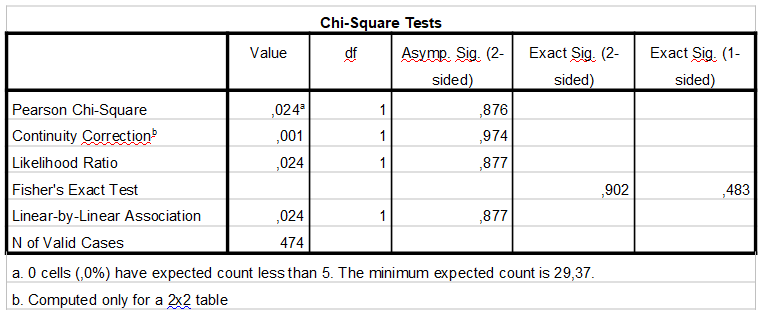 Chi-Square Tests
Value df Asymp. Sig. (2-sided) Exact Sig. (2-sided) Exact Sig. (1-sided)
Pearson Chi-Square ,024a 1 ,876
Continuity Correctionb ,001 1 ,974
Likelihood Ratio ,024 1 ,877
Fisher's Exact Test ,902 ,483
Linear-by-Linear Association ,024 1 ,877
N of Valid Cases 474
a. 0 cells (,0%) have expected count less than 5. The minimum expected count is 29,37.
b. Computed only for a 2x2 table